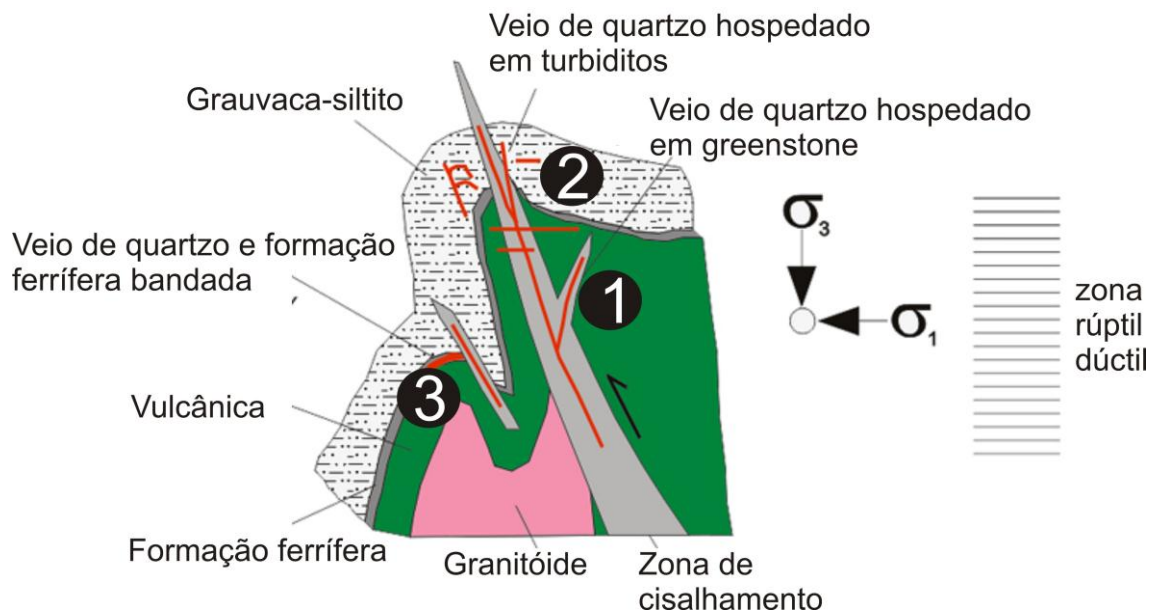 Veio de quartzo hospedado
em turbiditos
Grauvaca-siltito
Veio de quartzo hospedado
em greenstone
2
σ3
Veio de quartzo e formação
ferrífera bandada
1
σ1
zona
rúptil
dúctil
3
Vulcânica
Formação ferrífera
Granitóide
Zona de
cisalhamento